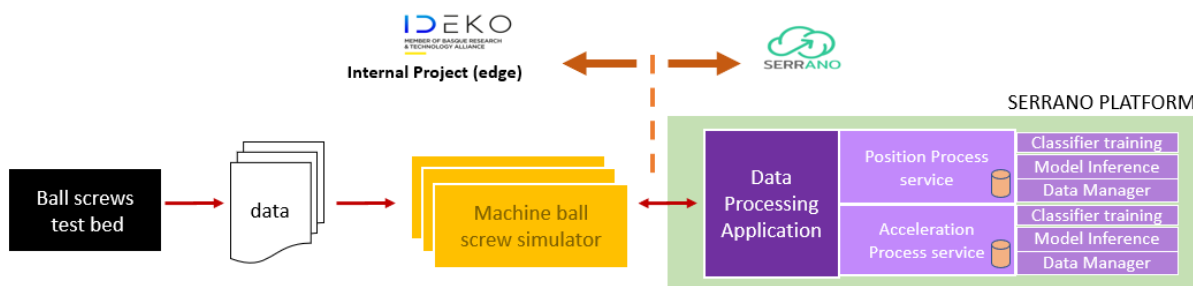 IDEKO
MEMBER OF BASQUE RESEARCH
& TECHNOLOGY ALLIANCE
Internal Project (edge)
SERRANO
SERRANO PLATFORM
Ball screws
test bed
data
Machine ball
screw simulator
Data
Processing
Application
Position Process
service
Classifier training
Model Inference
Data Manager
Acceleration
Process service
Classifier training
Model Inference
Data Manager